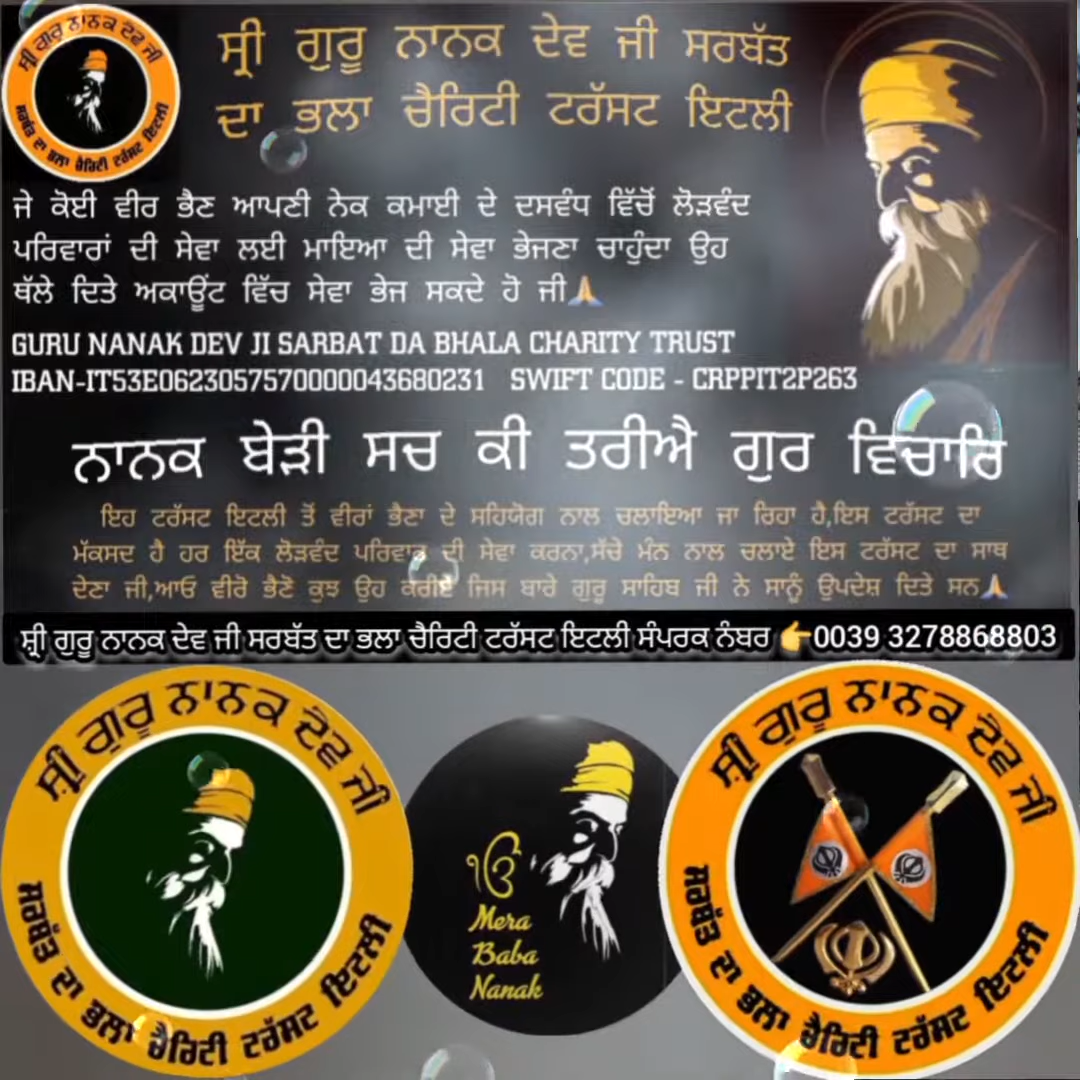 ਸ੍ਰੀ ਗੁਰੂ ਨਾਨਕ ਦੇਵ ਜੀ
ਸਰਬੱਤ ਦਾ ਭਲਾ ਚੈਰਿਟੀ ਟਰੱਸਟ ਇਟਲੀ
ਸ੍ਰੀ ਗੁਰੂ ਨਾਨਕ ਦੇਵ ਜੀ ਸਰਬੱਤ
ਦਾ ਭਲਾ ਚੈਰਿਟੀ ਟਰੱਸਟ ਇਟਲੀ
ਜੇ ਕੋਈ ਵੀਰ ਭੈਣ ਆਪਣੀ ਨੇਕ ਕਮਾਈ ਦੇ ਦਸਵੰਧ ਵਿੱਚੋਂ ਲੋੜਵੰਦ
ਪਰਿਵਾਰਾਂ ਦੀ ਸੇਵਾ ਲਈ ਮਾਇਆ ਦੀ ਸੇਵਾ ਭੇਜਣਾ ਚਾਹੁੰਦਾ ਉਹ
ਥੱਲੇ ਦਿਤੇ ਅਕਾਊਂਟ ਵਿੱਚ ਸੇਵਾ ਭੇਜ ਸਕਦੇ ਹੋ ਜੀ🙏
GURU NANAK DEV JI SARBAT DA BHALA CHARITY TRUST
IBAN-IT53E0623057570000043680231 SWIFT CODE - CRPPIT2P263
ਨਾਨਕ ਬੇੜੀ ਸਚ ਕੀ ਤਰੀਐ ਗੁਰ ਵਿਚਾਰਿ
ਇਹ ਟਰੱਸਟ ਇਟਲੀ ਤੋਂ ਵੀਰਾਂ ਭੈਣਾ ਦੇ ਸਹਿਯੋਗ ਨਾਲ ਚਲਾਇਆ ਜਾ ਰਿਹਾ ਹੈ,ਇਸ ਟਰੱਸਟ ਦਾ
ਮੱਕਸਦ ਹੈ ਹਰ ਇੱਕ ਲੋੜਵੰਦ ਪਰਿਵਾਰ ਦੀ ਸੇਵਾ ਕਰਨਾ,ਸੱਚੇ ਮੰਨ ਨਾਲ ਚਲਾਏ ਇਸ ਟਰੱਸਟ ਦਾ ਸਾਥ
ਦੇਣਾ ਜੀ,ਆਓ ਵੀਰੋ ਭੈਣੋ ਕੁਝ ਉਹ ਕਰੀਏ ਜਿਸ ਬਾਰੇ ਗੁਰੂ ਸਾਹਿਬ ਜੀ ਨੇ ਸਾਨੂੰ ਉਪਦੇਸ਼ ਦਿਤੇ ਸਨ🙏
ਸ਼੍ਰੀ ਗੁਰੂ ਨਾਨਕ ਦੇਵ ਜੀ ਸਰਬੱਤ ਦਾ ਭਲਾ ਚੈਰਿਟੀ ਟਰੱਸਟ ਇਟਲੀ ਸੰਪਰਕ ਨੰਬਰ 👉0039 3278868803
ਸ੍ਰੀ ਗੁਰੂ ਨਾਨਕ ਦੇਵ ਜੀ
ਸਰਬੱਤ ਦਾ ਭਲਾ ਚੈਰਿਟੀ ਟਰੱਸਟ ਇਟਲੀ
ੴ
Mera
Baba
Nanak
ਸ੍ਰੀ ਗੁਰੂ ਨਾਨਕ ਦੇਵ ਜੀ
ਸਰਬੱਤ ਦਾ ਭਲਾ ਚੈਰਿਟੀ ਟਰੱਸਟ ਇਟਲੀ